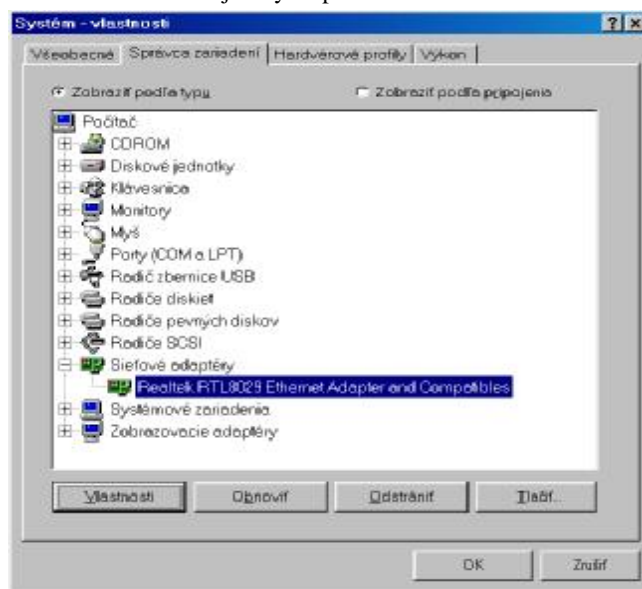 Systém - vlastnosti
Všeobecné Správca zariadení Hardvérové profily Výkon
Zobraziť podľa typu Zobraziť podľa pripojenia
Počítač
CDROM
Diskové jednotky
Klávesnica
Monitory
Myš
Porty (COM a LPT)
Radič zbernice USB
Radiče diskiet
Radiče pevných diskov
Radiče SCSI
Sieťové adaptéry
Realtek RTL8029 Ethernet Adapter and Compatibles
Systémové zariadenia
Zobrazovacie adaptéry
Vlastnosti Obnoviť Odstrániť Tlačiť...
OK Zrušiť